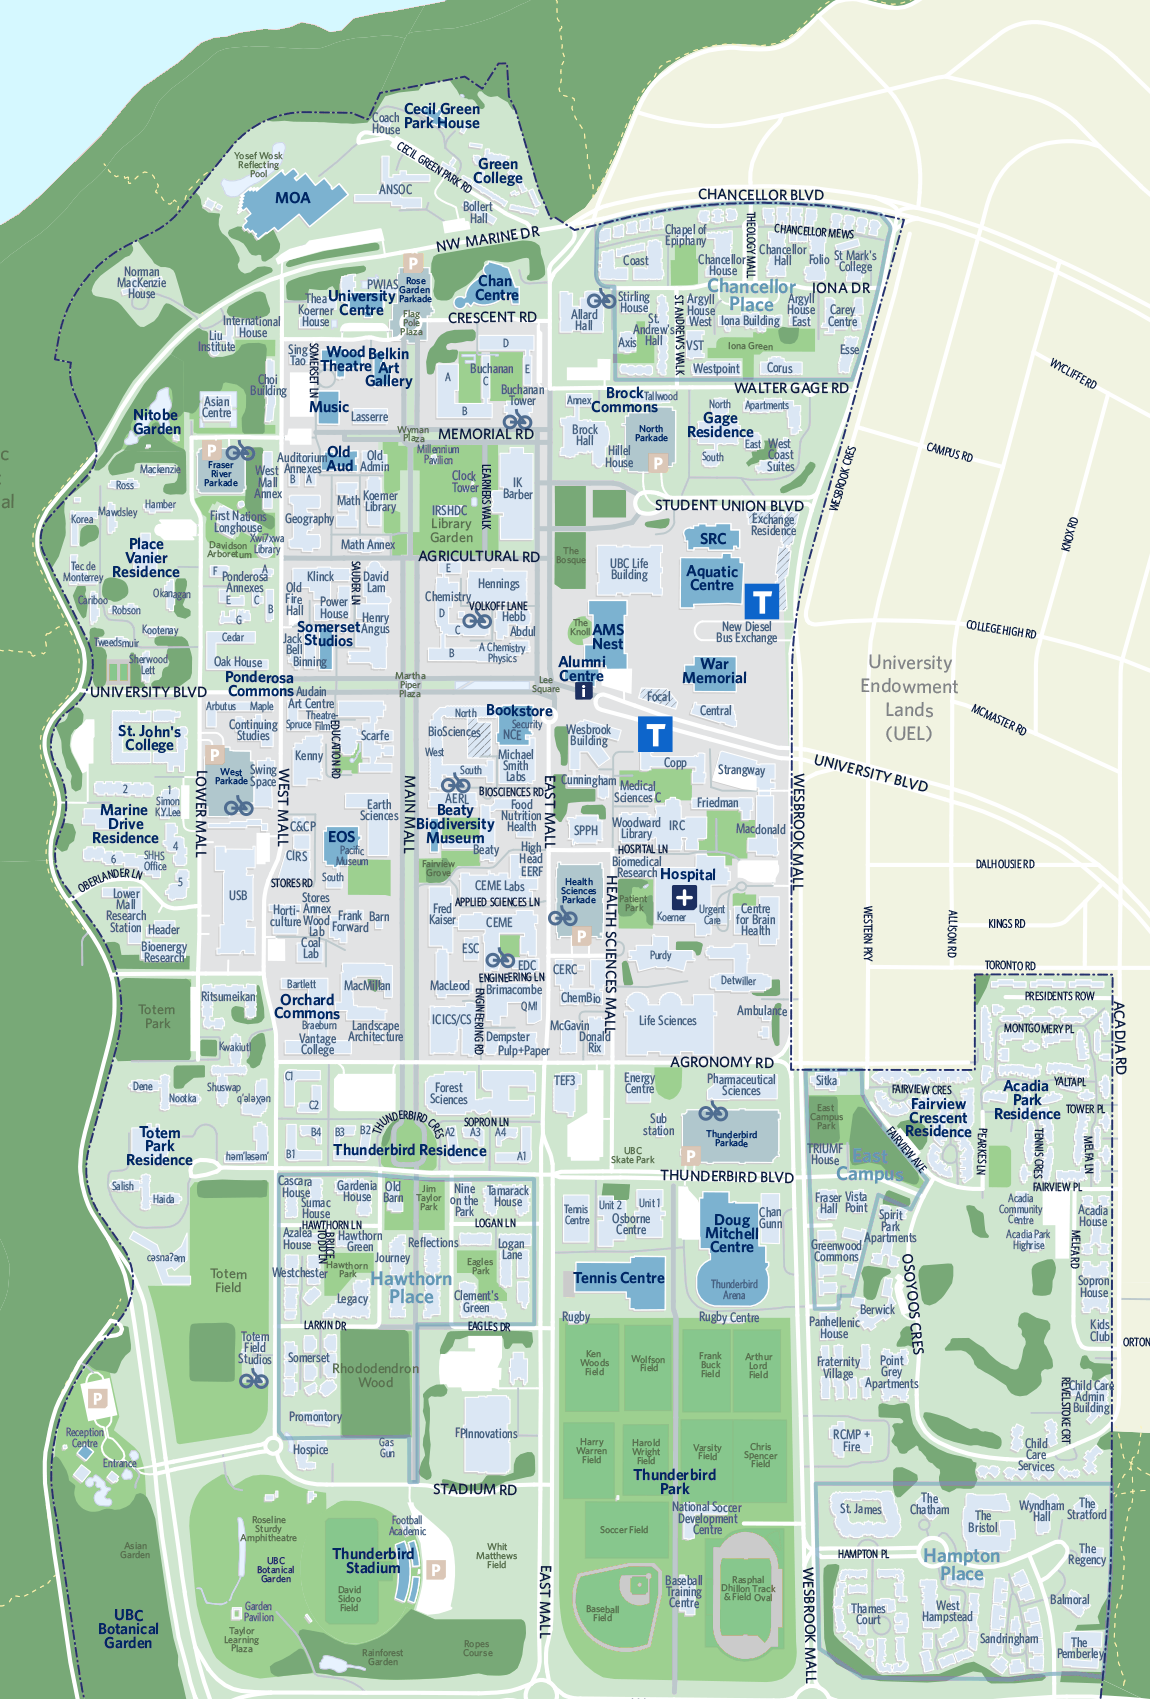 Cecil Green
Park House
Coach
House
CECIL GREEN PARK RD
Green
College
Yosef Wosk
Reflecting
Pool
MOA
ANSOC
Bollert
Hall
NW MARINE DR
CHANCELLOR BLVD
Norman
MacKenzie
House
P
PWIAS
Rose
Garden
Parkade
Chan
Centre
Thea
Koerner
House
University
Centre
Flag
Pole
Plaza
CRESCENT RD
Chapel of
Epiphany
THEOLOGY MALL
CHANCELLOR MEWS
Coast
Chancellor
House
Chancellor
Hall
Folio
St Mark's
College
Chancellor
Place
IONA DR
Stirling
House
Allard
Hall
St.
Andrew's
Hall
ST. ANDREW'S WALK
Argyll
House
West
Argyll
House
East
Carey
Centre
Iona Building
Axis
VST
Iona Green
Esse
Westpoint
Corus
WALTER GAGE RD
International
House
Liu
Institute
Sing
Tao
SOMERSET LN
Wood
Theatre
Belkin
Art
Gallery
D
Buchanan
A
C
E
Buchanan
Tower
B
Choi
Building
Asian
Centre
Music
Lasserre
Nitobe
Garden
Wyman
Plaza
MEMORIAL RD
Brock
Commons
Tallwood
Annex
Brock
Hall
North
Parkade
Hillel
House
P
North
Apartments
Gage
Residence
South
East
West
Coast
Suites
WESBROOK CRES
CAMPUS RD
WYCLIFFE RD
KNOX RD
P
Fraser
River
Parkade
West
Mall
Annex
Auditorium
Annexes
B
A
Old
Aud
Old
Admin
Millennium
Pavilion
Clock
Tower
LEARNERS WALK
IK
Barber
Mackenzie
Ross
Hamber
Mawdsley
Korea
Math
Koerner
Library
IRSHDC
Library
Garden
First Nations
Longhouse
Geography
Xwi7xwa
Library
Davidson
Arboretum
Math Annex
AGRICULTURAL RD
STUDENT UNION BLVD
Exchange
Residence
SRC
Place
Vanier
Residence
Tec de
Monterrey
Cariboo
Robson
Okanagan
Kootenay
Tweedsmuir
Sherwood
Lett
F
Ponderosa
Annexes
A
E
C
B
G
Cedar
Oak House
Klinck
SAUDER LN
David
Lam
Old
Fire
Hall
Power
House
Henry
Angus
Somerset
Studios
Jack
Bell
Binning
E
Hennings
Chemistry
D
VOLKOFF LANE
Hebb
C
Abdul
B
A Chemistry
Physics
The
Bosque
UBC Life
Building
Aquatic
Centre
T
New Diesel
Bus Exchange
The
Knoll
AMS
Nest
Alumni
Centre
i
War
Memorial
Focal
Central
COLLEGE HIGH RD
University
Endowment
Lands
(UEL)
MCMASTER RD
UNIVERSITY BLVD
UNIVERSITY BLVD
Ponderosa
Commons
Martha
Piper
Plaza
Lee
Square
Audain
Art Centre
Arbutus
Maple
Theatre-
Film
Spruce
Continuing
Studies
EDUCATION RD
Scarfe
Kenny
North
BioSciences
West
South
Bookstore
Security
NCE
Wesbrook
Building
T
Copp
Strangway
St. John's
College
P
West
Parkade
Swing
Space
Michael
Smith
Labs
BIOSCIENCES RD
AERL
Cunningham
Medical
Sciences C
Friedman
2
1
Simon
K.Y.Lee
Marine
Drive
Residence
4
6
SHHS
Office
5
LOWER MALL
WEST MALL
MAIN MALL
EAST MALL
WESBROOK MALL
Earth
Sciences
C&CP
EOS
Pacific
Museum
CIRS
South
STORES RD
Beaty
Biodiversity
Museum
Beaty
Food
Nutrition
Health
High
Head
EERF
SPPH
Woodward
Library
IRC
Macdonald
HOSPITAL LN
Biomedical
Research
Hospital
DALHOUSIE RD
OBERLANDER LN
Lower
Mall
Research
Station
Header
Bioenergy
Research
USB
Horti-
culture
Stores
Annex
Wood
Lab
Coal
Lab
Frank
Forward
Barn
Fairview
Grove
CEME Labs
APPLIED SCIENCES LN
Fred
Kaiser
CEME
ESC
EDC
Health
Sciences
Parkade
P
HEALTH SCIENCES MALL
Patient
Park
Koerner
Urgent
Care
Centre
for Brain
Health
Purdy
Detwiller
WESTERN PKY
ALLISON RD
KINGS RD
TORONTO RD
Totem
Park
Ritsumeikan
Bartlett
Orchard
Commons
Braeburn
Vantage
College
MacMillan
Landscape
Architecture
MacLeod
ICICS/CS
ENGINEERING LN
ENGINEERING RD
Brimacombe
QMI
Dempster
Pulp+Paper
CERC
ChemBio
McGavin
Donald
Rix
Life Sciences
Ambulance
AGRONOMY RD
PRESIDENTS ROW
MONTGOMERY PL
ACADIA RD
Kwakiutl
Dene
Nootka
Shuswap
q'ələχən
C1
C2
Forest
Sciences
TEF3
Energy
Centre
Pharmaceutical
Sciences
Sitka
FAIRVIEW CRES
Fairview
Crescent
Residence
Acadia
Park
Residence
YALTA PL
TOWER PL
Totem
Park
Residence
həm'ləsəm'
B4
B3
B2
B1
THUNDERBIRD CRES
SOPRON LN
A2
A3
A4
A1
Thunderbird Residence
Sub
station
Thunderbird
Parkade
P
UBC
Skate Park
THUNDERBIRD BLVD
East
Campus
Park
TRIUMF
House
East
Campus
FAIRVIEW AVE
PEARKES LN
TENNIS CRES
MELFA LN
FAIRVIEW PL
Salish
Haida
c̓əsnaʔəm
Cascara
House
Sumac
House
Gardenia
House
Old
Barn
Jim
Taylor
Park
Nine
on the
Park
Tamarack
House
HAWTHORN LN
LOGAN LN
Azalea
House
BRUCE
TODD LN
Hawthorn
Green
Reflections
Journey
Logan
Lane
Westchester
Hawthorn
Park
Eagles
Park
Hawthorn
Place
Legacy
Clement's
Green
LARKIN DR
EAGLES DR
Tennis
Centre
Unit 2
Unit 1
Osborne
Centre
Doug
Mitchell
Centre
Chan
Gunn
Tennis Centre
Thunderbird
Arena
Rugby
Rugby Centre
Fraser
Hall
Vista
Point
Spirit
Park
Apartments
Greenwood
Commons
Acadia
Community
Centre
Acadia Park
Highrise
Acadia
House
MELFA RD
OSOYOOS CRES
Sopron
House
Berwick
Panhellenic
House
Kids
Club
ORTON
Totem
Field
Totem
Field
Studios
Somerset
Rhododendron
Wood
Promontory
Hospice
Gas
Gun
FPInnovations
Ken
Woods
Field
Wolfson
Field
Frank
Buck
Field
Arthur
Lord
Field
Harry
Warren
Field
Harold
Wright
Field
Varsity
Field
Chris
Spencer
Field
Thunderbird
Park
Fraternity
Village
Point
Grey
Apartments
REVELSTOKE CRT
Child Care
Admin
Building
RCMP +
Fire
Child
Care
Services
P
Reception
Centre
Entrance
STADIUM RD
Roseline
Sturdy
Amphitheatre
UBC
Botanical
Garden
Football
Academic
Thunderbird
Stadium
P
David
Sidoo
Field
Whit
Matthews
Field
National Soccer
Development
Centre
Soccer Field
Baseball
Field
Baseball
Training
Centre
Rasphal
Dhillon Track
& Field Oval
St. James
The
Chatham
The
Bristol
Wyndham
Hall
The
Stratford
HAMPTON PL
Hampton
Place
The
Regency
Thames
Court
West
Hampstead
Balmoral
Sandringham
The
Pemberley
Asian
Garden
UBC
Botanical
Garden
Garden
Pavilion
Taylor
Learning
Plaza
Rainforest
Garden
Ropes
Course
EAST MALL
WESBROOK MALL